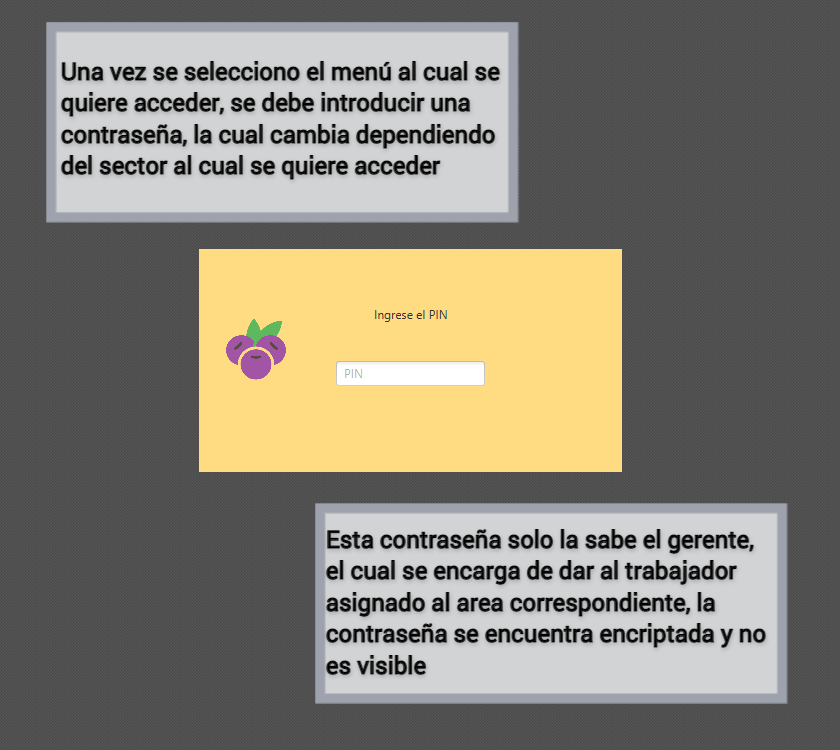 Una vez se selecciono el menú al cual se
quiere acceder, se debe introducir una
contraseña, la cual cambia dependiendo
del sector al cual se quiere acceder
Ingrese el PIN
PIN
Esta contraseña solo la sabe el gerente,
el cual se encarga de dar al trabajador
asignado al area correspondiente, la
contraseña se encuentra encriptada y no
es visible